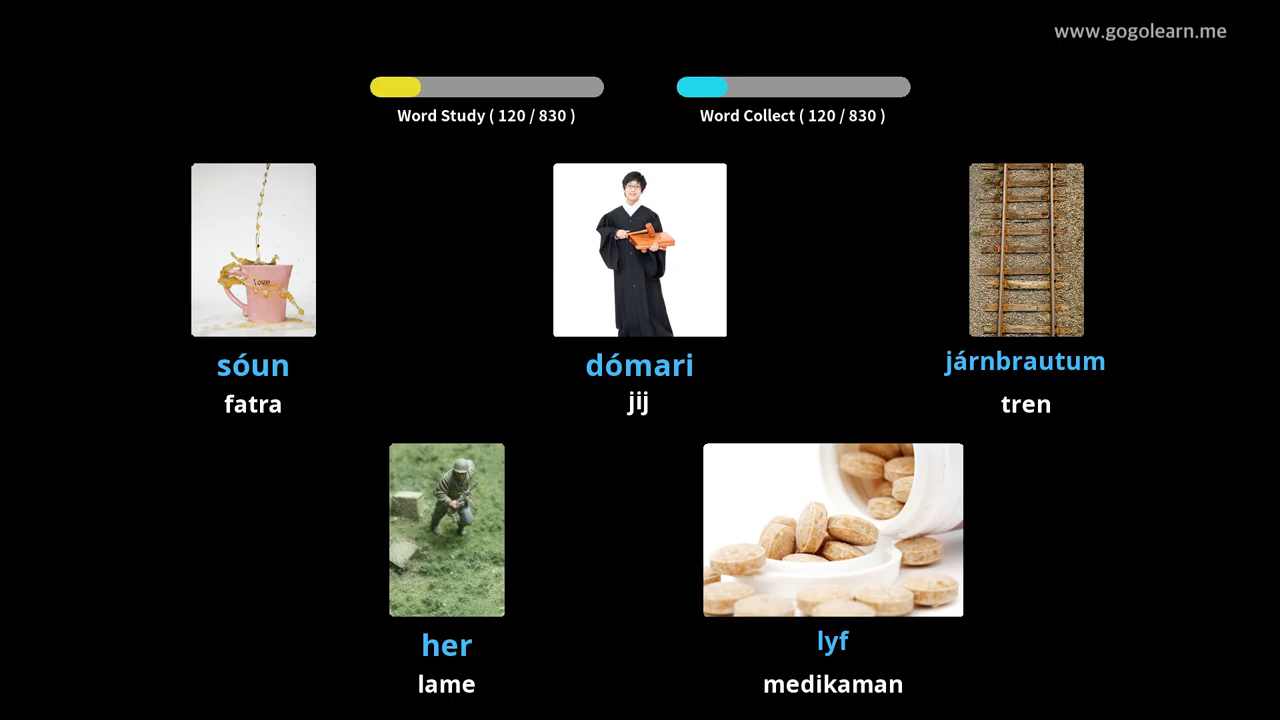 www.gogolearn.me
Word Study ( 120 / 830 )
Word Collect ( 120 / 830 )
love
sóun
fatra
dómari
jij
járnbrautum
tren
her
lame
lyf
medikaman